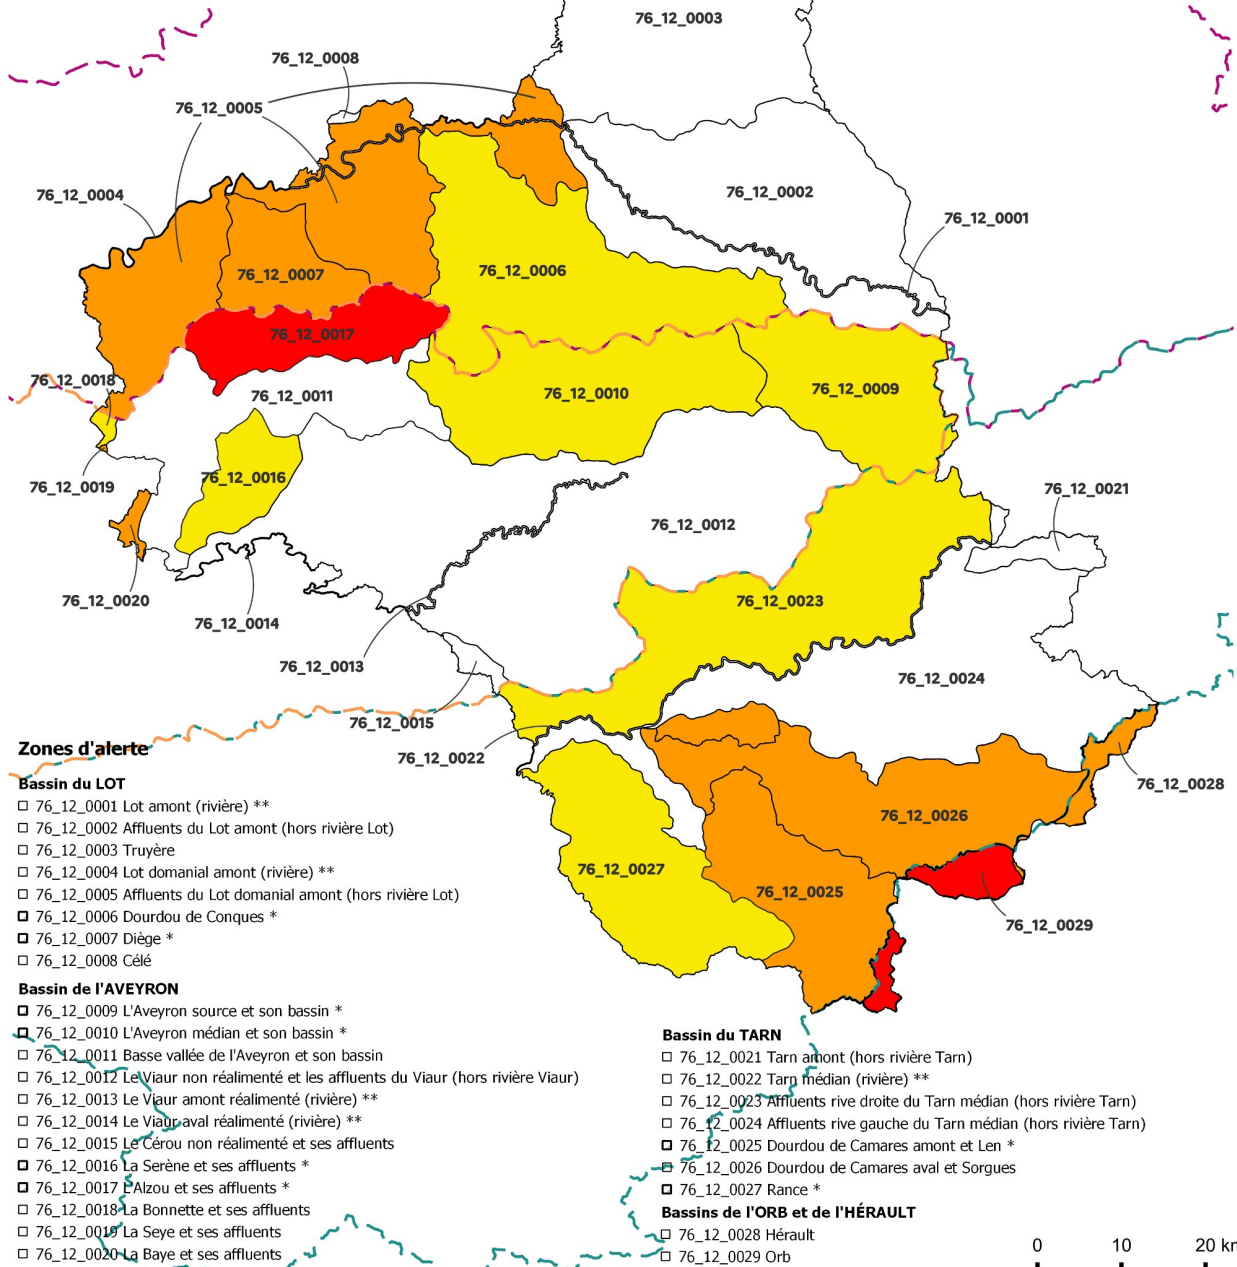 76_12_0003
76_12_0008
76_12_0005
76_12_0004
76_12_0002
76_12_0001
76_12_0007
76_12_0006
76_12_0017
76_12_0018
76_12_0011
76_12_0010
76_12_0009
76_12_0019
76_12_0016
76_12_0021
76_12_0012
76_12_0020
76_12_0014
76_12_0023
76_12_0013
76_12_0024
76_12_0015
76_12_0022
76_12_0028
76_12_0026
76_12_0027
76_12_0025
76_12_0029
Zones d'alerte
Bassin du LOT
76_12_0001 Lot amont (rivière) **
76_12_0002 Affluents du Lot amont (hors rivière Lot)
76_12_0003 Truyère
76_12_0004 Lot domanial amont (rivière) **
76_12_0005 Affluents du Lot domanial amont (hors rivière Lot)
76_12_0006 Dourdou de Conques *
76_12_0007 Diège *
76_12_0008 Célé
Bassin de l'AVEYRON
76_12_0009 L'Aveyron source et son bassin *
76_12_0010 L'Aveyron médian et son bassin *
76_12_0011 Basse vallée de l'Aveyron et son bassin
76_12_0012 Le Viaur non réalimenté et les affluents du Viaur (hors rivière Viaur)
76_12_0013 Le Viaur amont réalimenté (rivière) **
76_12_0014 Le Viaur aval réalimenté (rivière) **
76_12_0015 Le Cérou non réalimenté et ses affluents
76_12_0016 La Serène et ses affluents *
76_12_0017 L'Alzou et ses affluents *
76_12_0018 La Bonnette et ses affluents
76_12_0019 La Seye et ses affluents
76_12_0020 La Baye et ses affluents
Bassin du TARN
76_12_0021 Tarn amont (hors rivière Tarn)
76_12_0022 Tarn médian (rivière) **
76_12_0023 Affluents rive droite du Tarn médian (hors rivière Tarn)
76_12_0024 Affluents rive gauche du Tarn médian (hors rivière Tarn)
76_12_0025 Dourdou de Camares amont et Len *
76_12_0026 Dourdou de Camares aval et Sorgues
76_12_0027 Rance *
Bassins de l'ORB et de l'HÉRAULT
76_12_0028 Hérault
76_12_0029 Orb
0 10 20 km